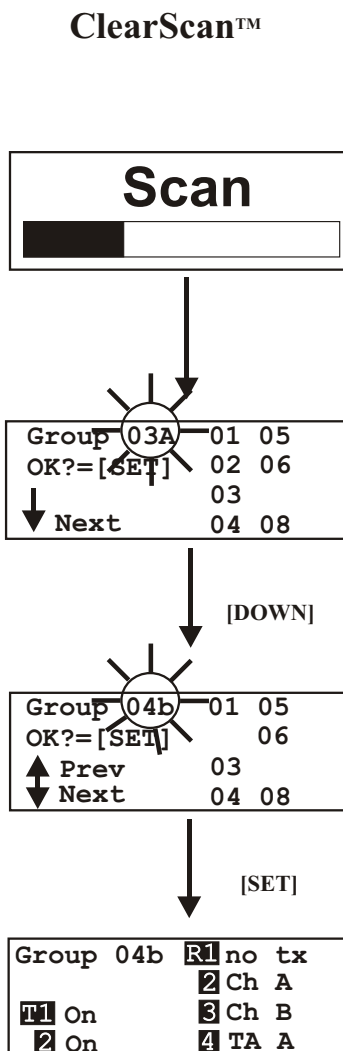 ClearScan™
Scan
Group 03A 01 05
OK?=[SET] 02 06
03
Next 04 08
[DOWN]
Group 04b 01 05
OK?=[SET] 06
Prev 03
Next 04 08
[SET]
Group 04b R1 no tx
2 Ch A
T1 On 3 Ch B
2 On 4 TA A